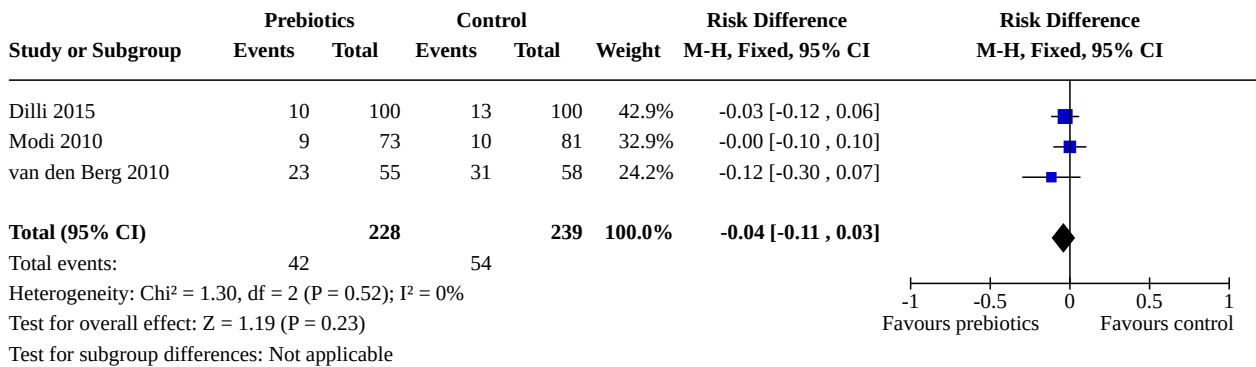 Prebiotics Control Risk Difference Risk Difference
Study or Subgroup Events Total Events Total Weight M-H, Fixed, 95% CI M-H, Fixed, 95% CI
Dilli 2015 10 100 13 100 42.9% -0.03 [-0.12 , 0.06]
Modi 2010 9 73 10 81 32.9% -0.00 [-0.10 , 0.10]
van den Berg 2010 23 55 31 58 24.2% -0.12 [-0.30 , 0.07]
Total (95% CI) 228 239 100.0% -0.04 [-0.11 , 0.03]
Total events: 42 54
Heterogeneity: Chi² = 1.30, df = 2 (P = 0.52); I² = 0%
-1 -0.5 0 0.5 1
Test for overall effect: Z = 1.19 (P = 0.23) Favours prebiotics Favours control
Test for subgroup differences: Not applicable